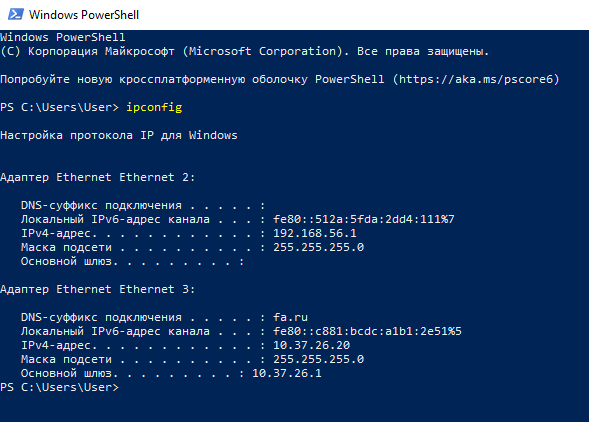 Windows PowerShell
Windows PowerShell
(C) Корпорация Майкрософт (Microsoft Corporation). Все права защищены.
Попробуйте новую кроссплатформенную оболочку PowerShell (https://aka.ms/pscore6)
PS C:\Users\User> ipconfig
Настройка протокола IP для Windows
Адаптер Ethernet Ethernet 2:
DNS-суффикс подключения . . . . . :
Локальный IPv6-адрес канала . . . : fe80::512a:5fda:2dd4:111%7
IPv4-адрес. . . . . . . . . . . . : 192.168.56.1
Маска подсети . . . . . . . . . . : 255.255.255.0
Основной шлюз. . . . . . . . . :
Адаптер Ethernet Ethernet 3:
DNS-суффикс подключения . . . . . : fa.ru
Локальный IPv6-адрес канала . . . : fe80::c881:bcdc:a1b1:2e51%5
IPv4-адрес. . . . . . . . . . . . : 10.37.26.20
Маска подсети . . . . . . . . . . : 255.255.255.0
Основной шлюз. . . . . . . . . : 10.37.26.1
PS C:\Users\User>